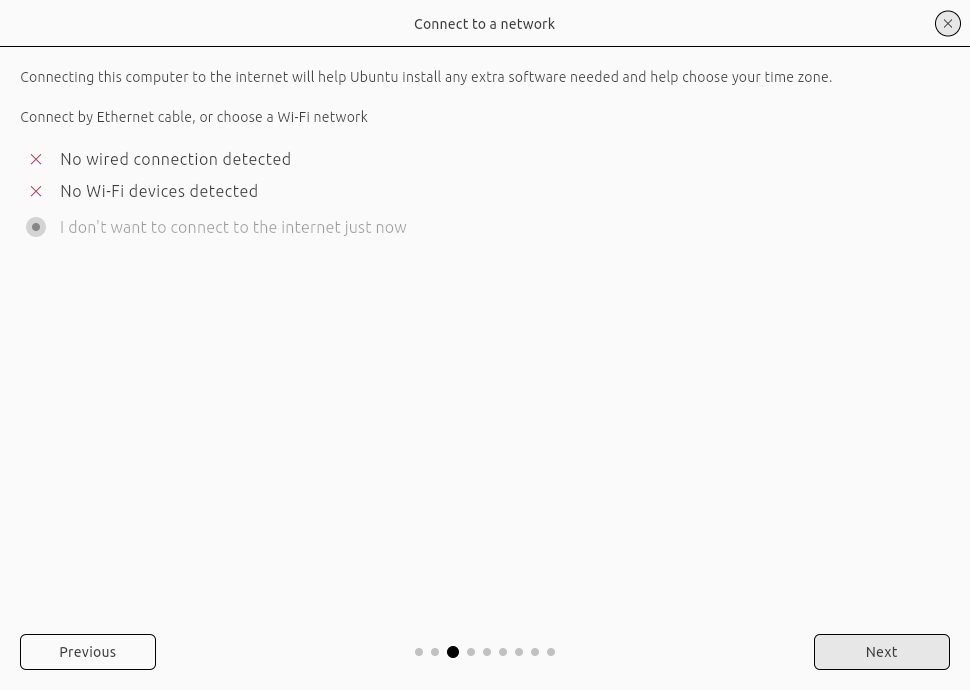 Connect to a network
Connecting this computer to the internet will help Ubuntu install any extra software needed and help choose your time zone.
Connect by Ethernet cable, or choose a Wi-Fi network
No wired connection detected
No Wi-Fi devices detected
I don't want to connect to the internet just now
Previous
Next